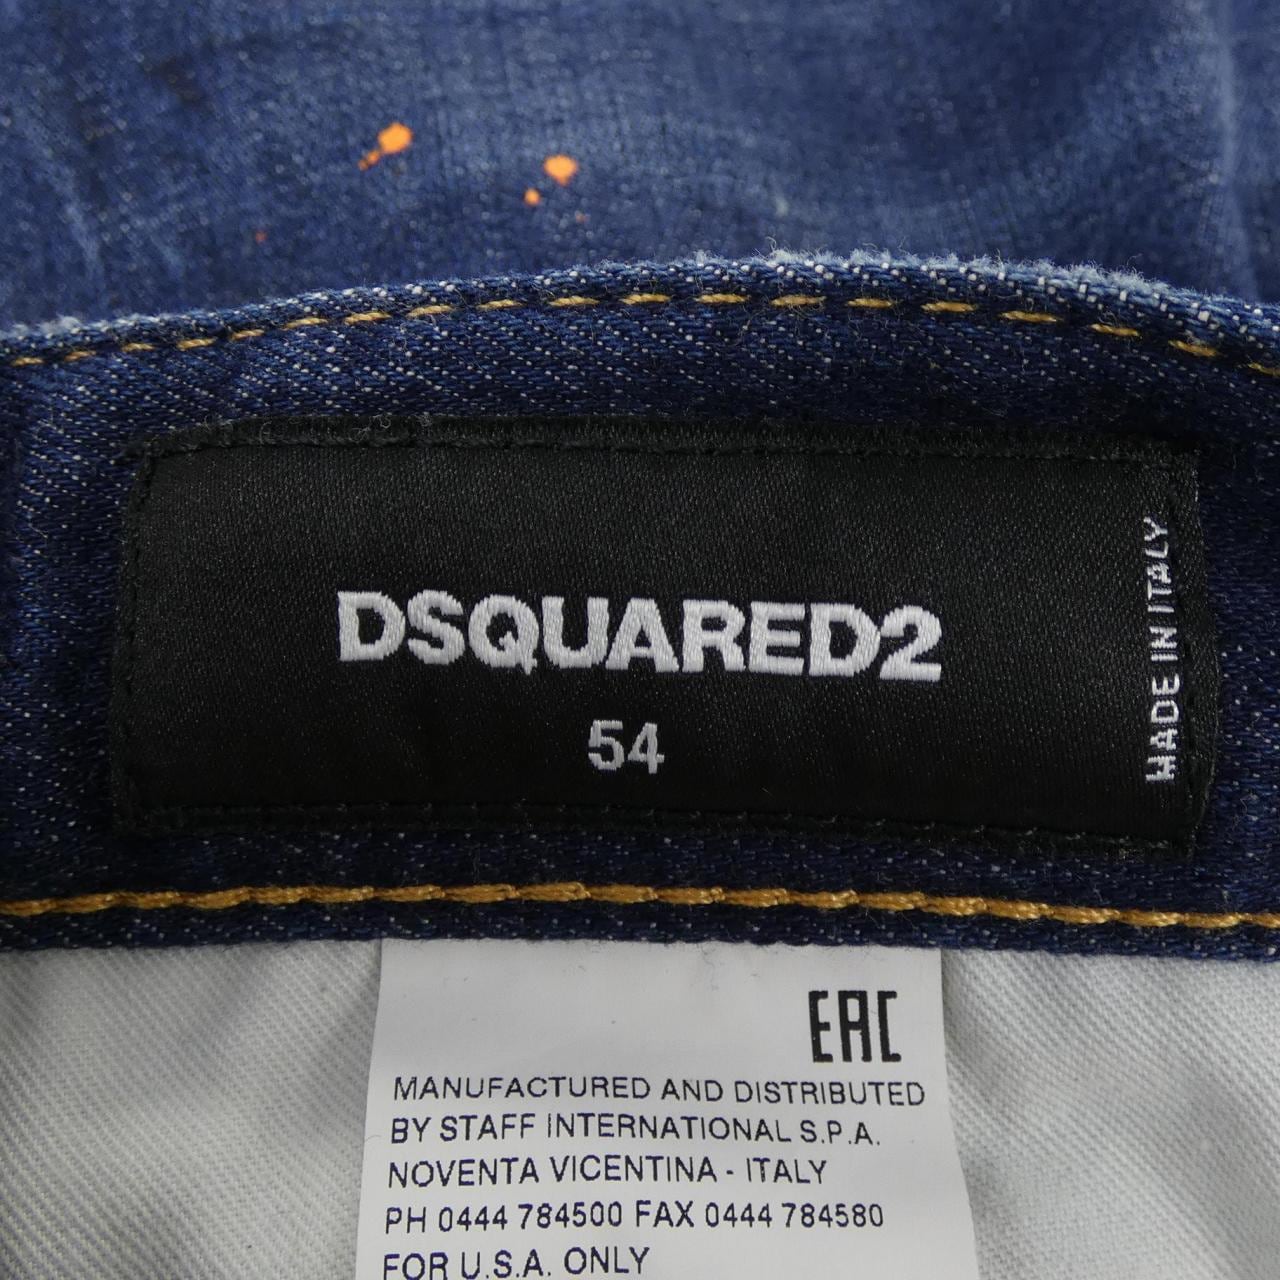 DSQUARED2
54
MADE IN ITALY
EAC
MANUFACTURED AND DISTRIBUTED
BY STAFF INTERNATIONAL S.P.A.
NOVENTA VICENTINA - ITALY
PH 0444 784500 FAX 0444 784580
FOR U.S.A. ONLY